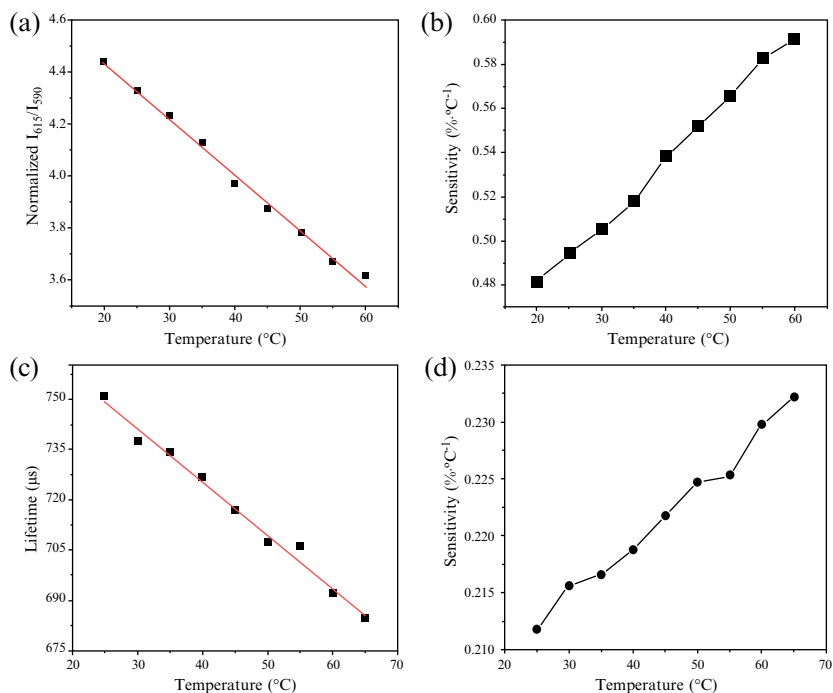 (a)
4.6
4.4
4.2
4.0
3.8
3.6
Normalized I₆₁₅/I₅₉₀
20 30 40 50 60
Temperature (°C)
(b)
0.60
0.58
0.56
0.54
0.52
0.50
0.48
Sensitivity (%·ºC⁻¹)
20 30 40 50 60
Temperature (°C)
(c)
750
735
720
705
690
675
Lifetime (μs)
20 30 40 50 60 70
Temperature (°C)
(d)
0.235
0.230
0.225
0.220
0.215
0.210
Sensitivity (%·ºC⁻¹)
20 30 40 50 60 70
Temperature (°C)